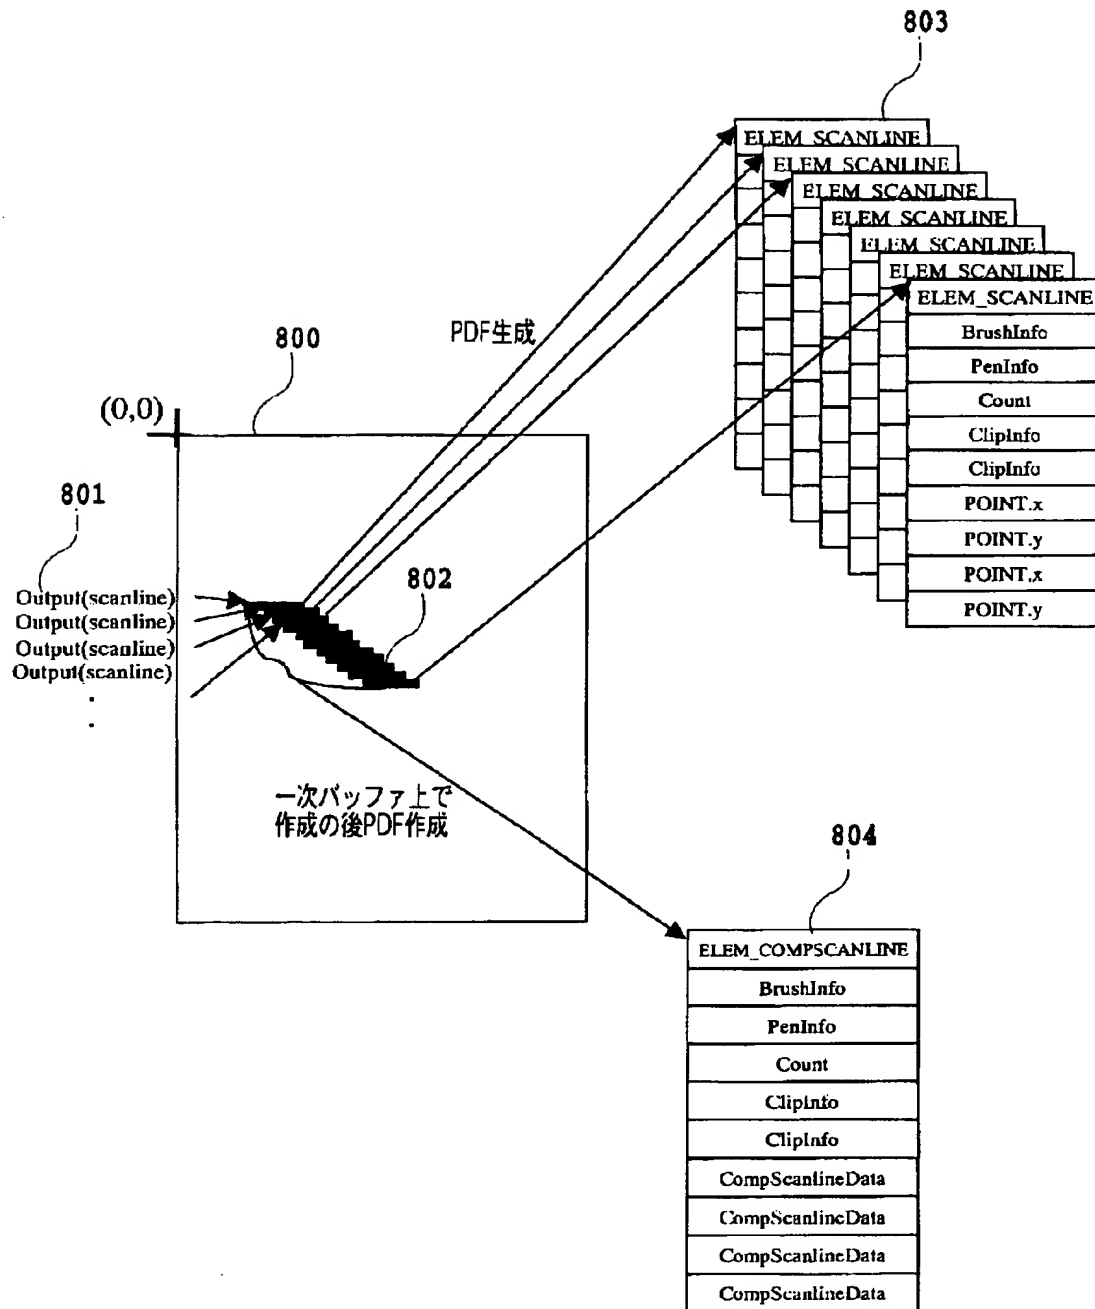 803
ELEM_SCANLINE
ELEM_SCANLINE
ELEM_SCANLINE
ELEM_SCANLINE
ELEM_SCANLINE
ELEM_SCANLINE
ELEM_SCANLINE
BrushInfo
PenInfo
Count
ClipInfo
ClipInfo
POINT.x
POINT.y
POINT.x
POINT.y
PDF生成
800
(0,0)
801
Output(scanline)
Output(scanline)
Output(scanline)
Output(scanline)
802
一次バッファ上で
作成の後PDF作成
804
ELEM_COMPSCANLINE
BrushInfo
PenInfo
Count
ClipInfo
ClipInfo
CompScanlineData
CompScanlineData
CompScanlineData
CompScanlineData